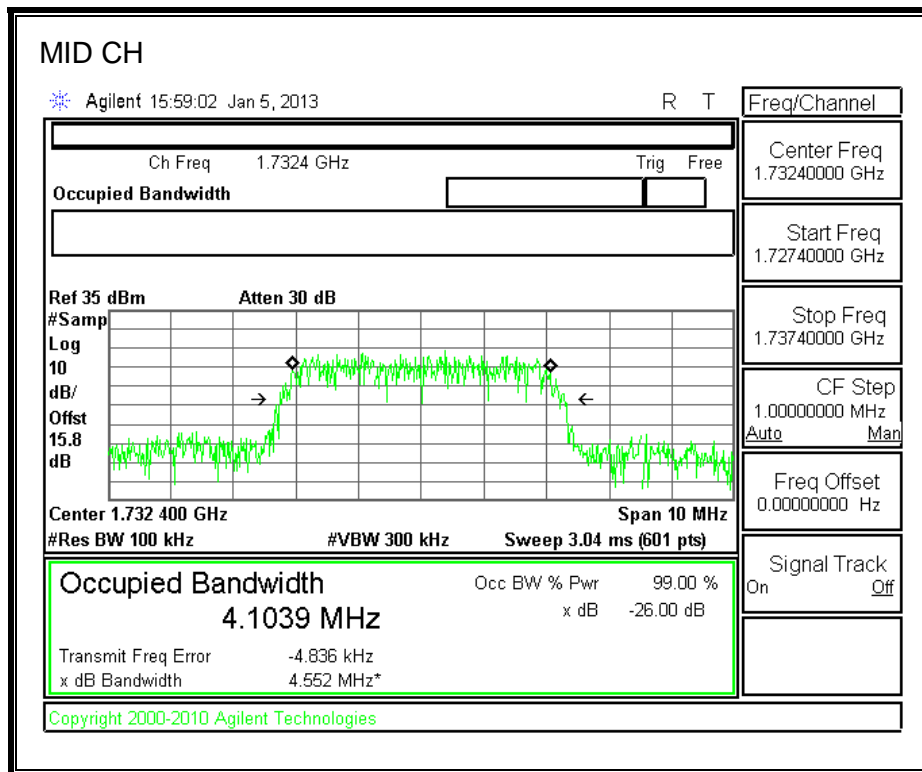 MID CH
Agilent 15:59:02 Jan 5, 2013 R T
Freq/Channel
Ch Freq 1.7324 GHz Trig Free
Occupied Bandwidth
Center Freq
1.73240000 GHz
Start Freq
1.72740000 GHz
Stop Freq
1.73740000 GHz
CF Step
1.00000000 MHz
Auto Man
Freq Offset
0.00000000 Hz
Signal Track
On Off
Ref 35 dBm Atten 30 dB
#Samp
Log
10
dB/
Offst
15.8
dB
Center 1.732 400 GHz Span 10 MHz
#Res BW 100 kHz #VBW 300 kHz Sweep 3.04 ms (601 pts)
Occupied Bandwidth Occ BW % Pwr 99.00 %
4.1039 MHz x dB -26.00 dB
Transmit Freq Error -4.836 kHz
x dB Bandwidth 4.552 MHz*
Copyright 2000-2010 Agilent Technologies